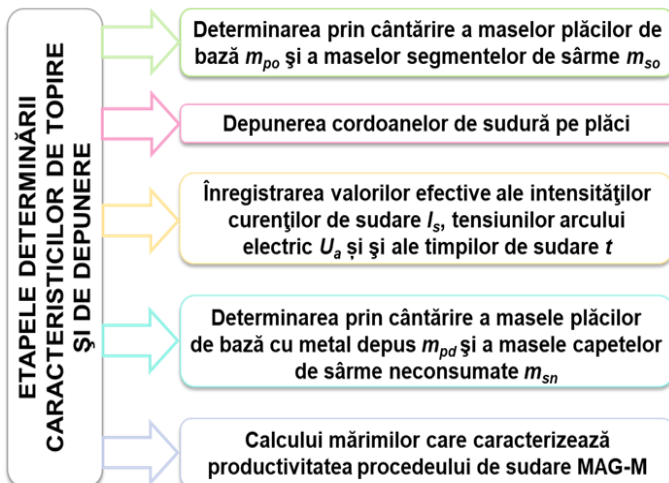 ETAPELE DETERMINĂRII
CARACTERISTICILOR DE TOPIRE
ŞI DE DEPUNERE
Determinarea prin cântărire a maselor plăcilor de
bază mpo şi a maselor segmentelor de sârme mso
Depunerea cordoanelor de sudură pe plăci
Înregistrarea valorilor efective ale intensităţilor
curenţilor de sudare Is, tensiunilor arcului
electric Ua și şi ale timpilor de sudare t
Determinarea prin cântărire a masele plăcilor
de bază cu metal depus mpd şi a masele capetelor
de sârme neconsumate msn
Calcului mărimilor care caracterizează
productivitatea procedeului de sudare MAG-M